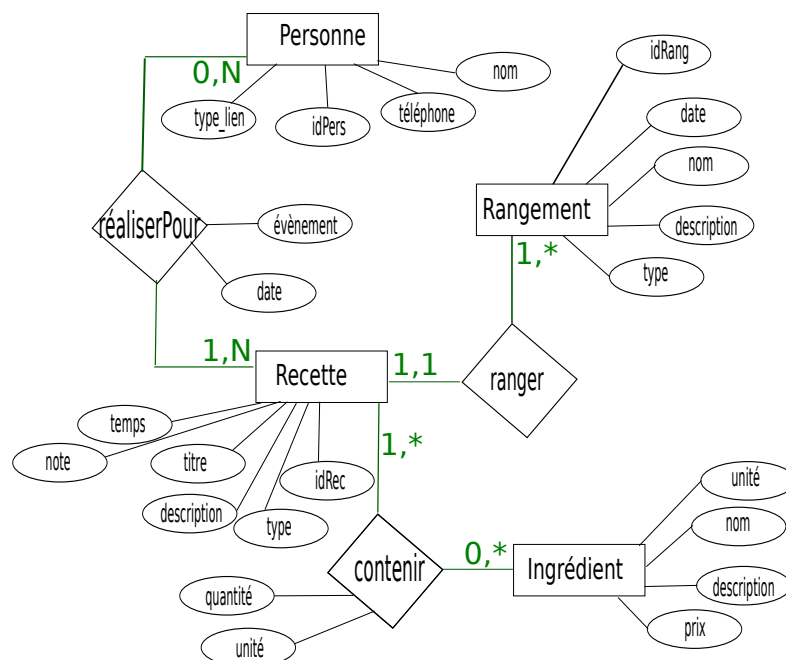 Personne
0,N
type_lien
idPers
téléphone
nom
idRang
date
nom
description
type
Rangement
1,*
réaliserPour
évènement
date
1,N
Recette
1,1
ranger
temps
note
titre
description
type
idRec
1,*
contenir
quantité
unité
0,*
Ingrédient
unité
nom
description
prix